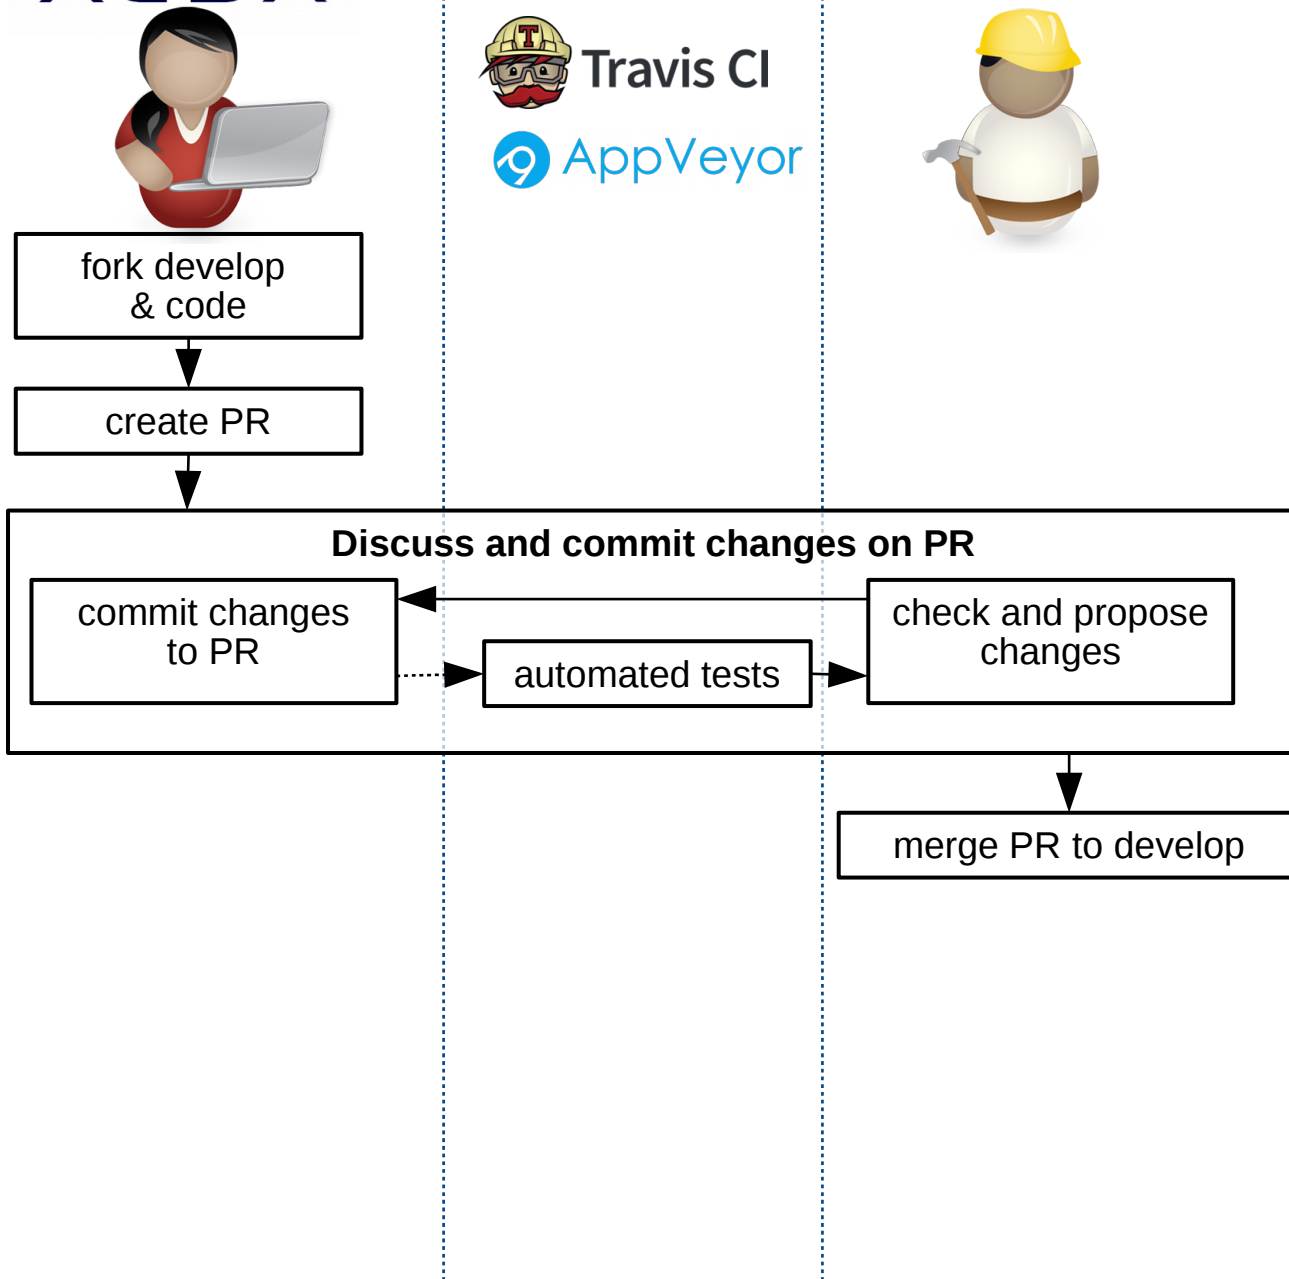 Travis CI
AppVeyor
fork develop
& code
create PR
Discuss and commit changes on PR
commit changes
to PR
automated tests
check and propose
changes
merge PR to develop